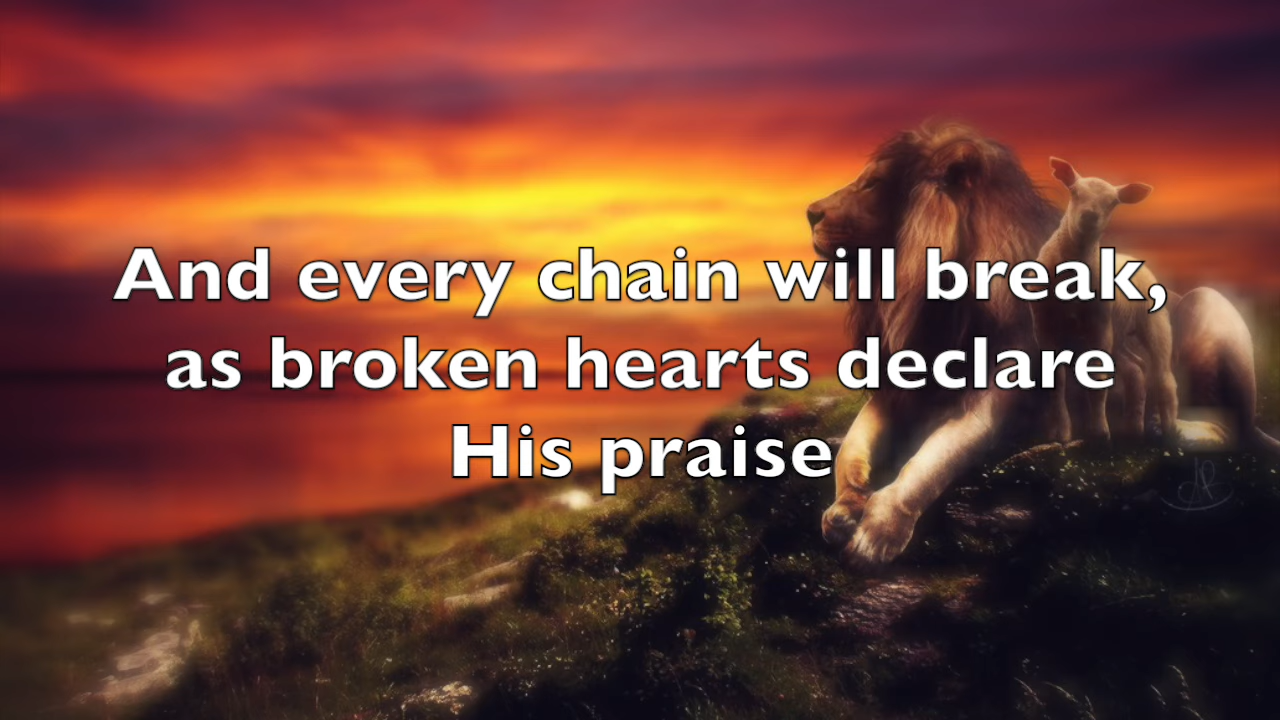 And every chain will break,
as broken hearts declare
His praise